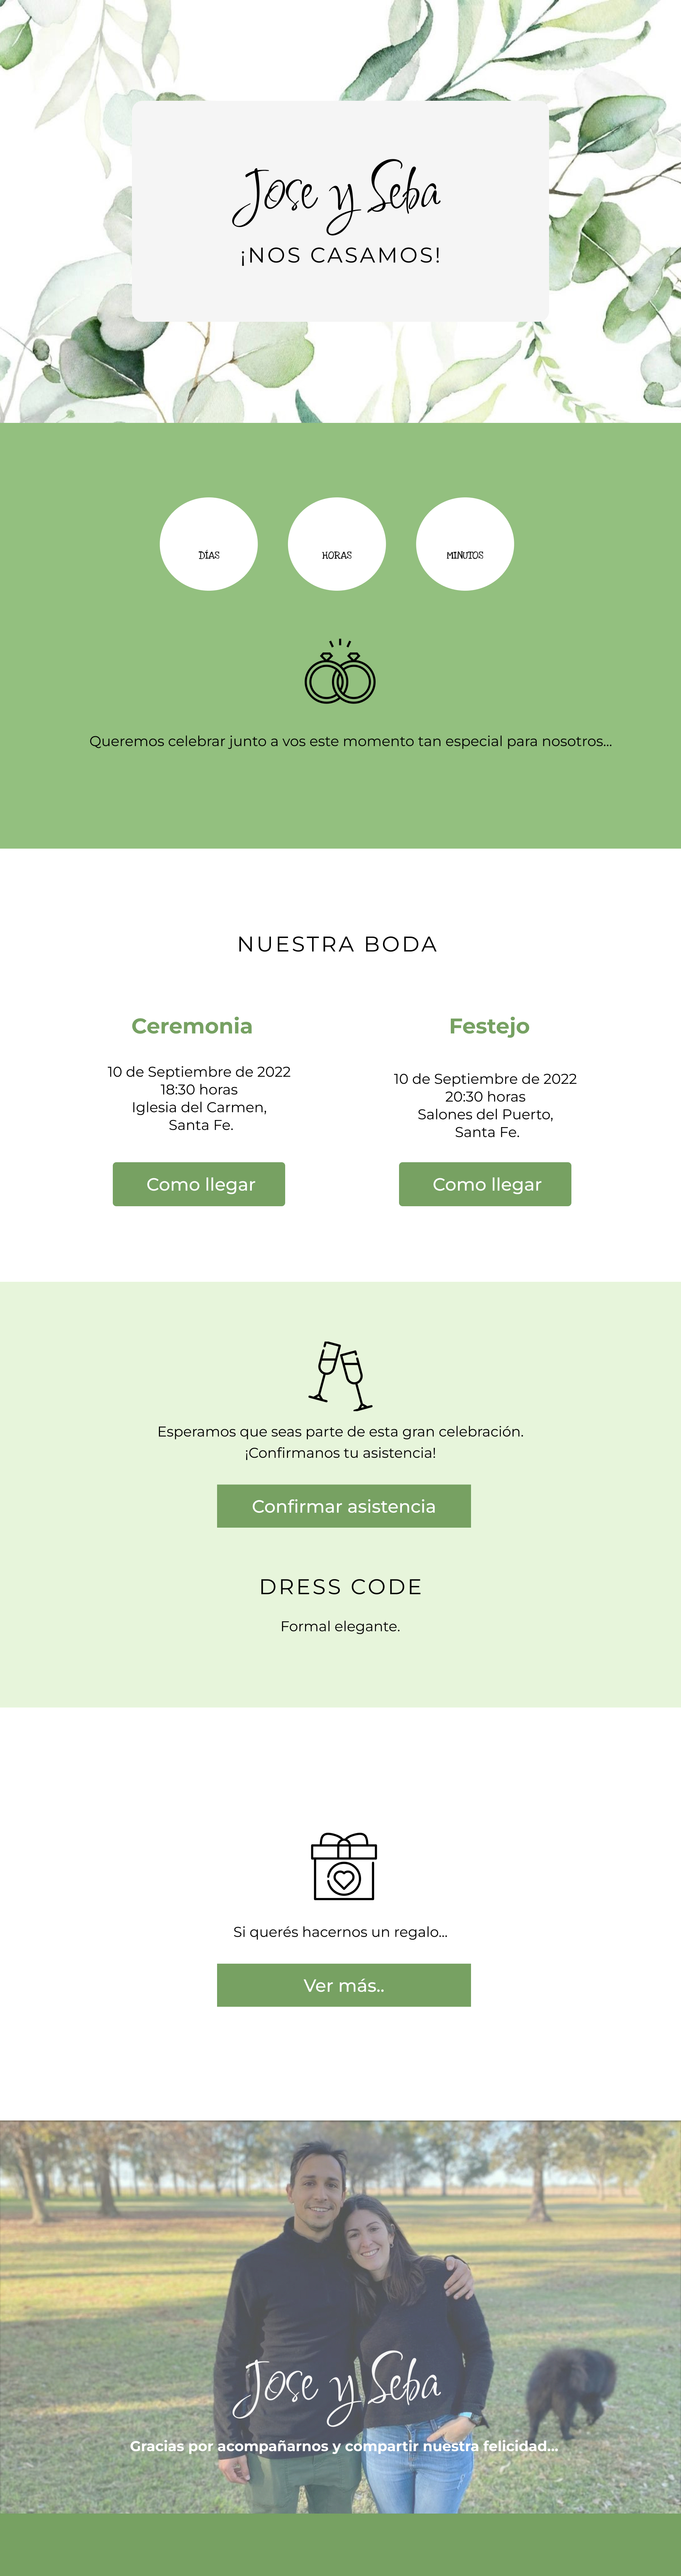 Jose y Seba
¡NOS CASAMOS!
DÍAS
HORAS
MINUTOS
Queremos celebrar junto a vos este momento tan especial para nosotros...
NUESTRA BODA
Ceremonia
10 de Septiembre de 2022
18:30 horas
Iglesia del Carmen,
Santa Fe.
Como llegar
Festejo
10 de Septiembre de 2022
20:30 horas
Salones del Puerto,
Santa Fe.
Como llegar
Esperamos que seas parte de esta gran celebración.
¡Confirmanos tu asistencia!
Confirmar asistencia
DRESS CODE
Formal elegante.
Si querés hacernos un regalo...
Ver más..
Jose y Seba
Gracias por acompañarnos y compartir nuestra felicidad...